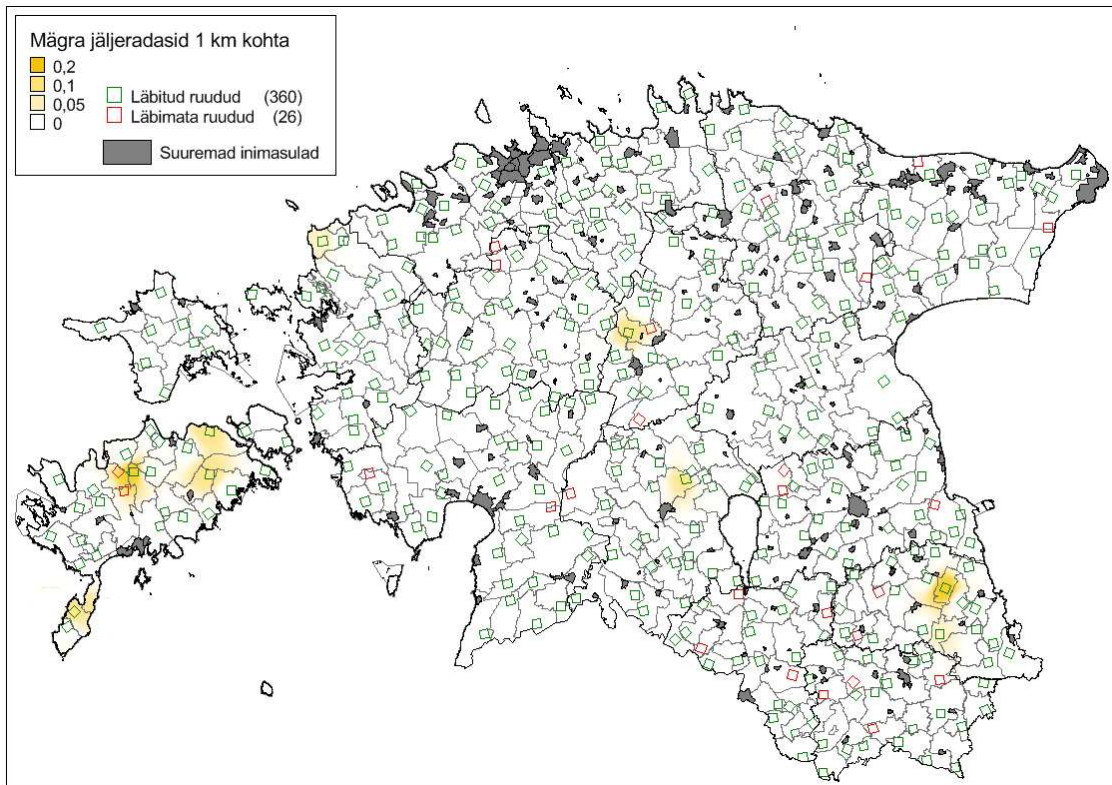 Mägra jäljeradasid 1 km kohta
0,2
0,1
0,05
0
Läbitud ruudud (360)
Läbimata ruudud (26)
Suuremad inimasulad